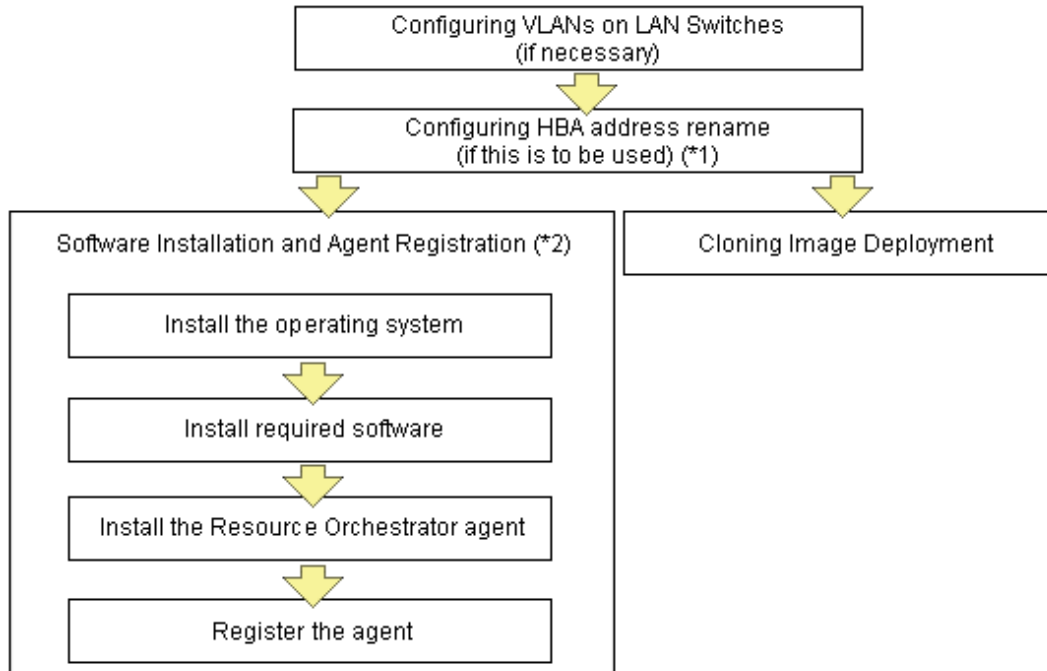 Configuring VLANs on LAN Switches
(if necessary)
Configuring HBA address rename
(if this is to be used) (*1)
Software Installation and Agent Registration (*2)
Cloning Image Deployment
Install the operating system
Install required software
Install the Resource Orchestrator agent
Register the agent